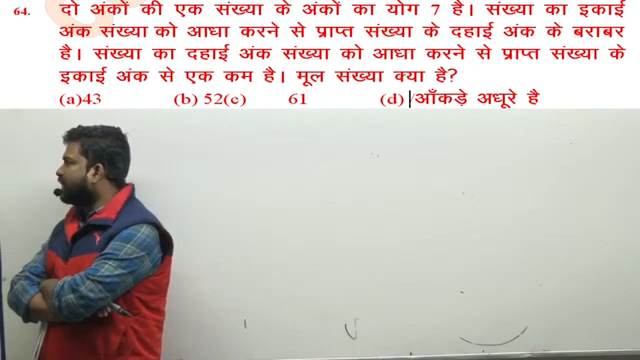 64. दो अंकों की एक संख्या के अंकों का योग 7 है। संख्या का इकाई
अंक संख्या को आधा करने से प्राप्त संख्या के दहाई अंक के बराबर
है। संख्या का दहाई अंक संख्या को आधा करने से प्राप्त संख्या के
इकाई अंक से एक कम है। मूल संख्या क्या है?
(a)43 (b) 52(c) 61 (d) आँकड़े अधूरे है